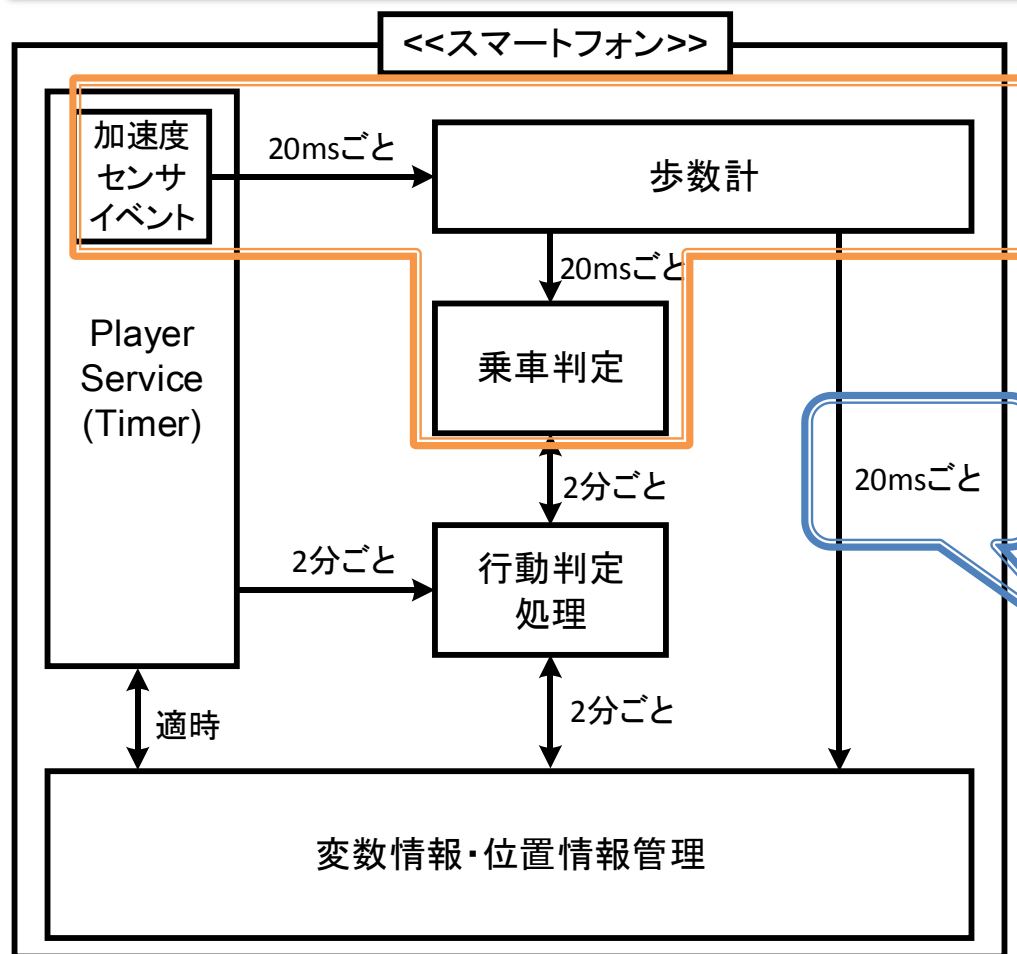 <<スマートフォン>>
加速度
センサ
イベント
20msごと
歩数計
20msごと
Player
Service
(Timer)
乗車判定
20msごと
2分ごと
2分ごと
行動判定
処理
2分ごと
適時
変数情報・位置情報管理